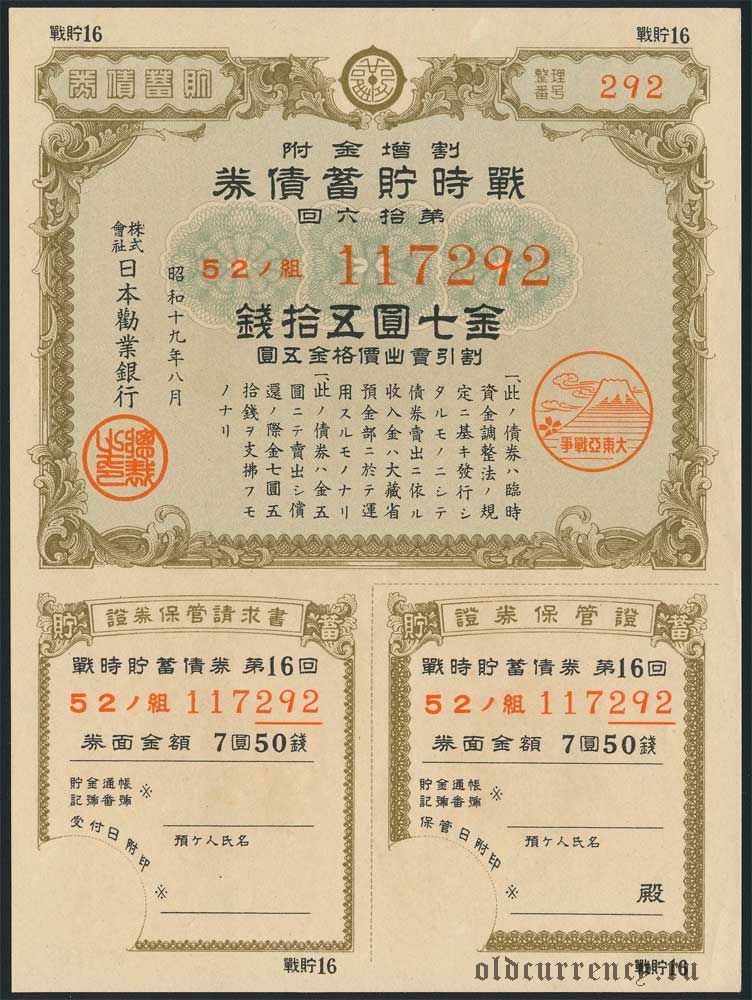 戰貯16
戰貯16
貯蓄債券
整理
番号
292
割増金附
戰時貯蓄債券
第拾六回
52ノ組 117292
金七圓五拾錢
割引賣出價格金五圓
大東亞戰爭
一、此ノ債券ハ臨時
資金調整法ノ規
定ニ基キ發行シ
タルモノニシテ
債券賣出ニ依ル
收入金ハ大藏省
預金部ニ於テ運
用スルモノナリ
一、此ノ債券ハ金五
圓ニテ賣出シ償
還ノ際金七圓五
拾錢ヲ支拂フモ
ノナリ
昭和十九年八月
株式會社 日本勸業銀行
總裁之印
貯 證券保管請求書 蓄
戰時貯蓄債券 第16回
52ノ組 117292
券面金額 7圓50錢
貯金通帳
記號番號 ※
受付日附印 ※
預ケ人氏名
戰貯16
貯 證券保管證 蓄
戰時貯蓄債券 第16回
52ノ組 117292
券面金額 7圓50錢
貯金通帳
記號番號 ※
保管日附印 ※
預ケ人氏名
殿
戰貯16
oldcurrency.ru